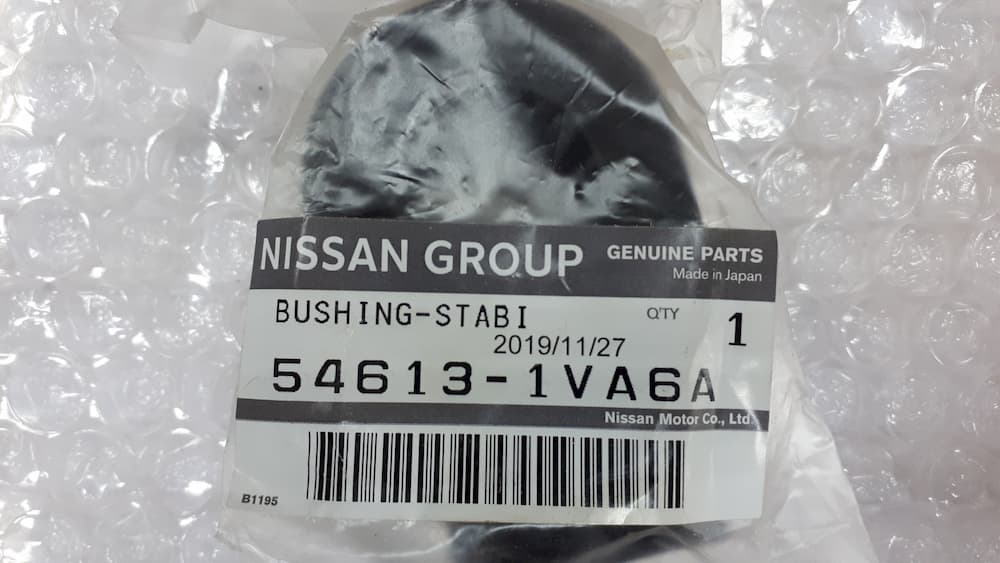 NISSAN GROUP GENUINE PARTS
Made in Japan
BUSHING-STABI Q'TY 1
2019/11/27
54613-1VA6A
Nissan Motor Co., Ltd.
B1195